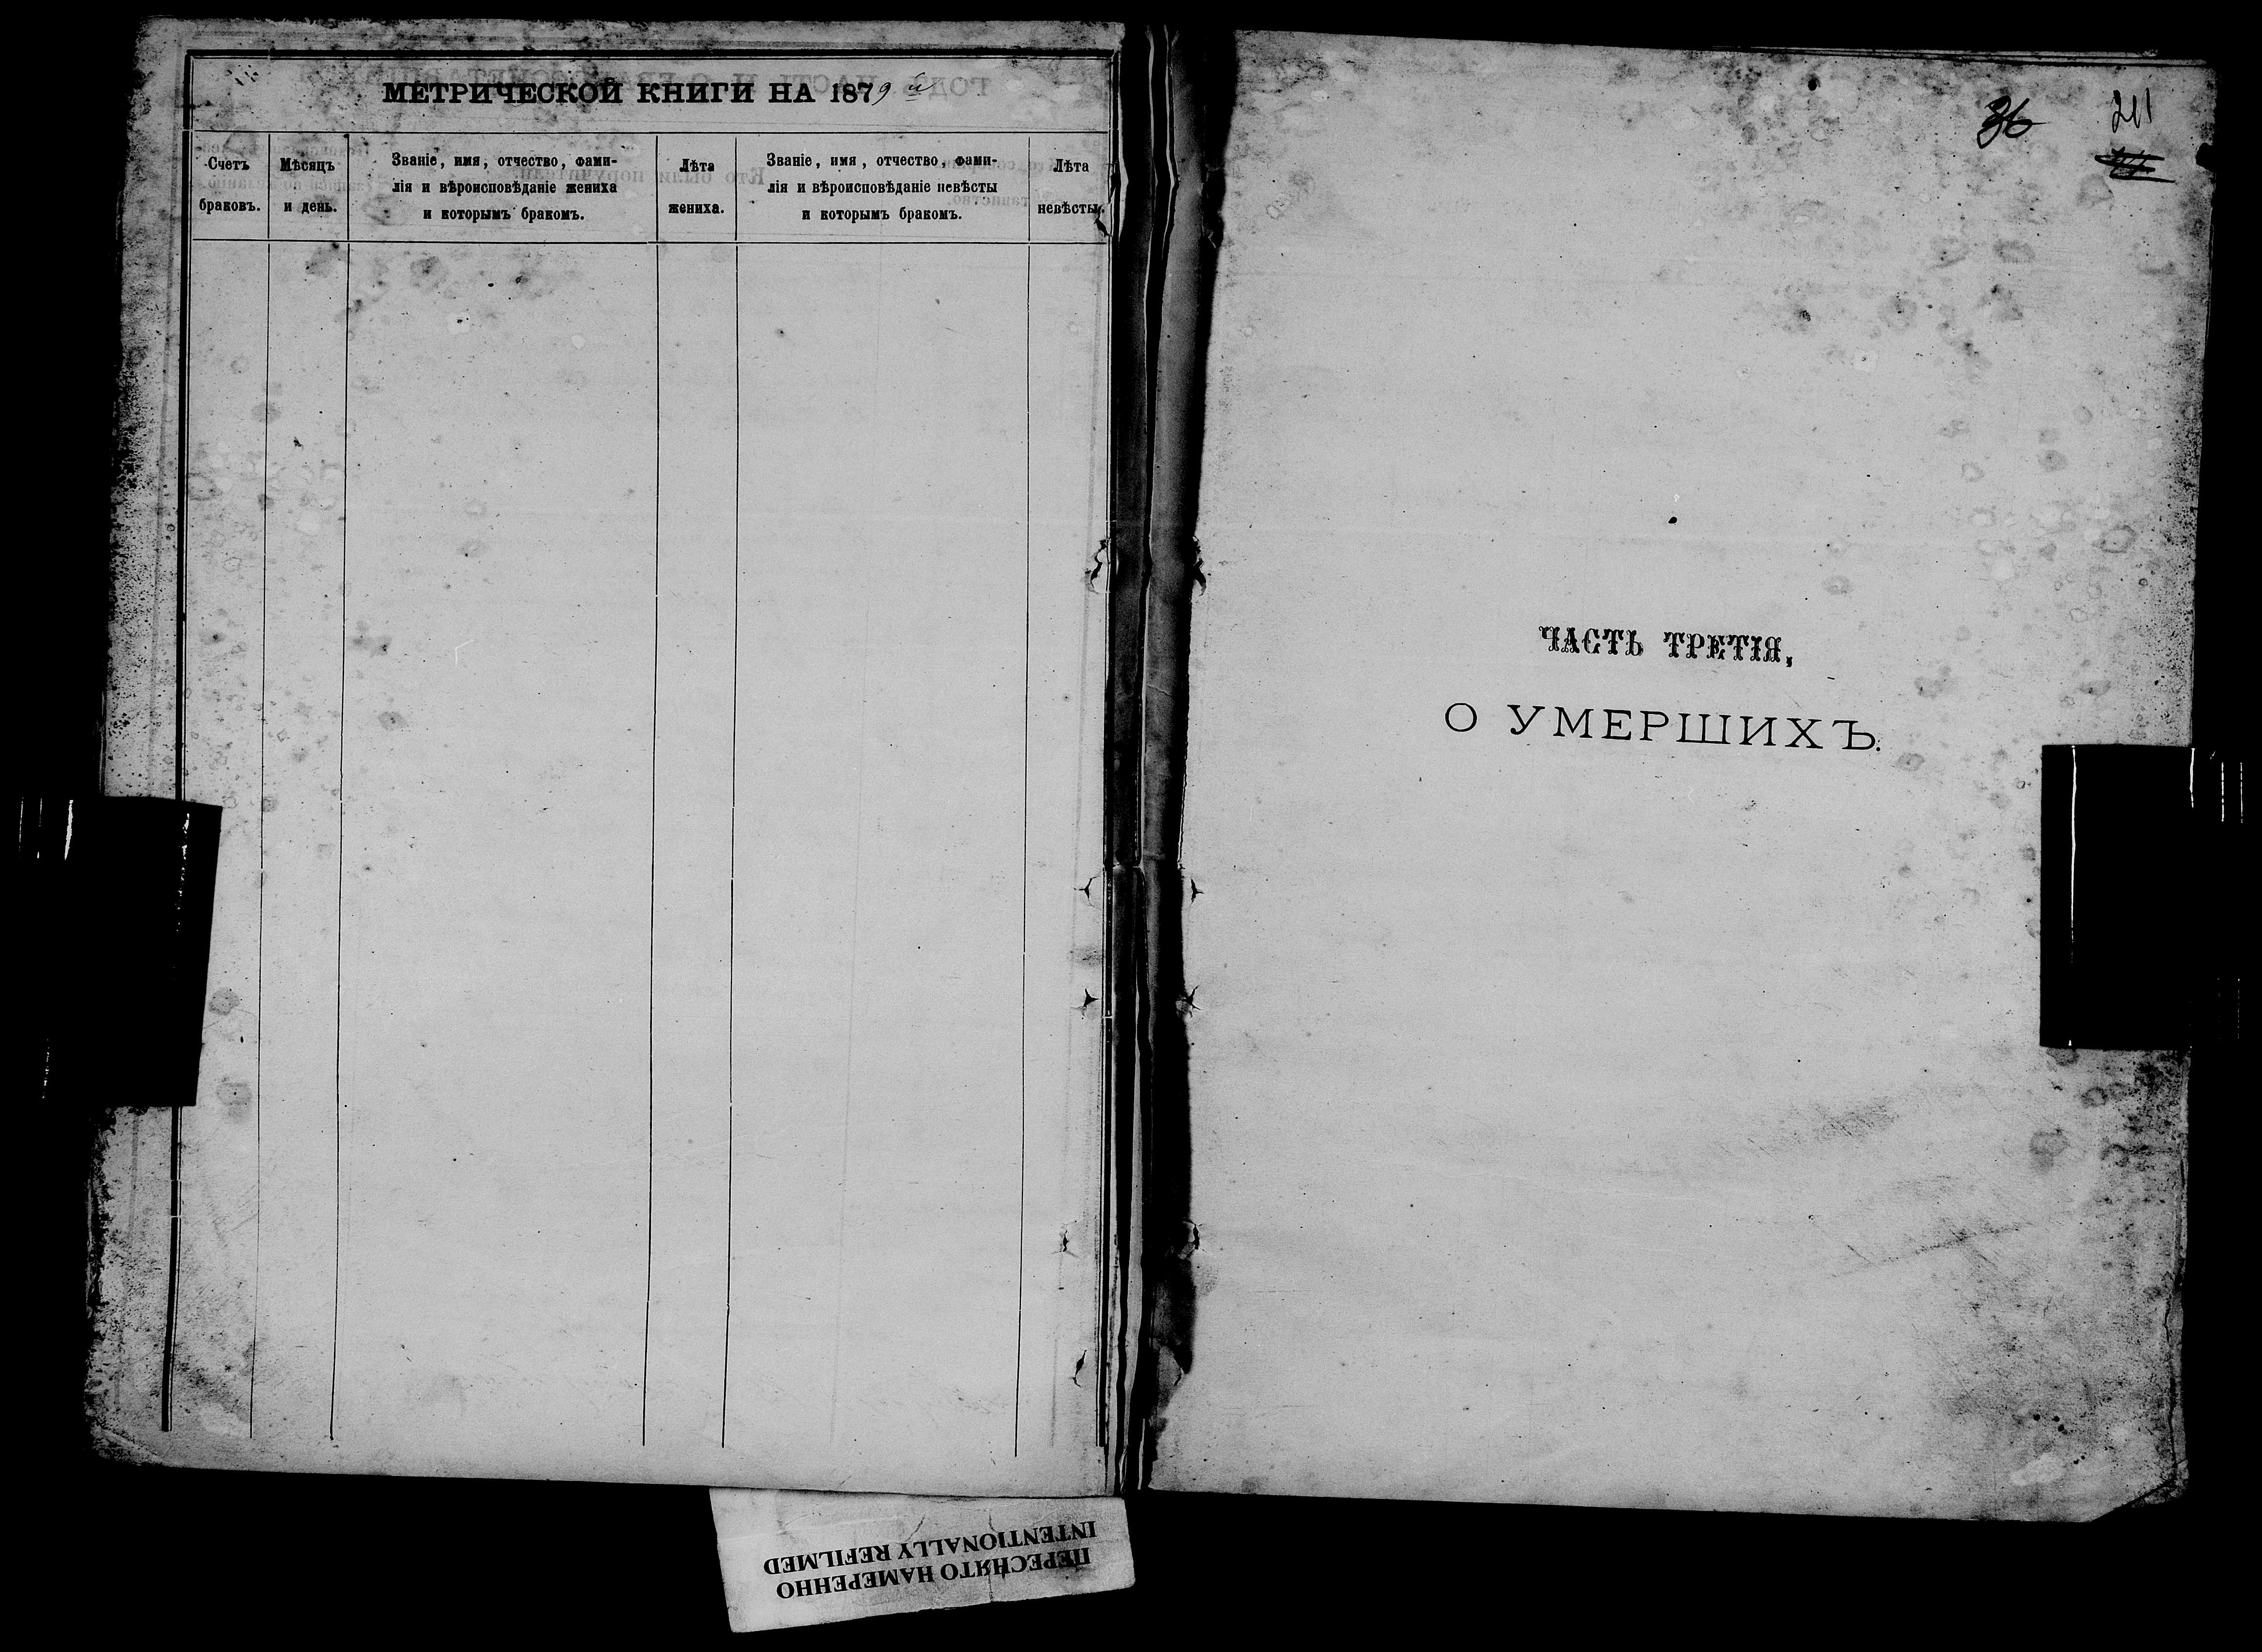 МЕТРИЧЕСКОЙ КНИГИ НА 1879 й
Счетъ
браковъ.
Мѣсяцъ
и день.
Званіе, имя, отчество, фами-
лія и вѣроисповѣданіе жениха
и которымъ бракомъ.
Лѣта
жениха.
Званіе, имя, отчество, фами-
лія и вѣроисповѣданіе невѣсты
и которымъ бракомъ.
Лѣта
невѣсты.
36
211
ЧАСТЬ ТРЕТІЯ,
О УМЕРШИХЪ.
ПЕРЕСНЯТО НАМЕРЕННО
INTENTIONALLY REFILMED